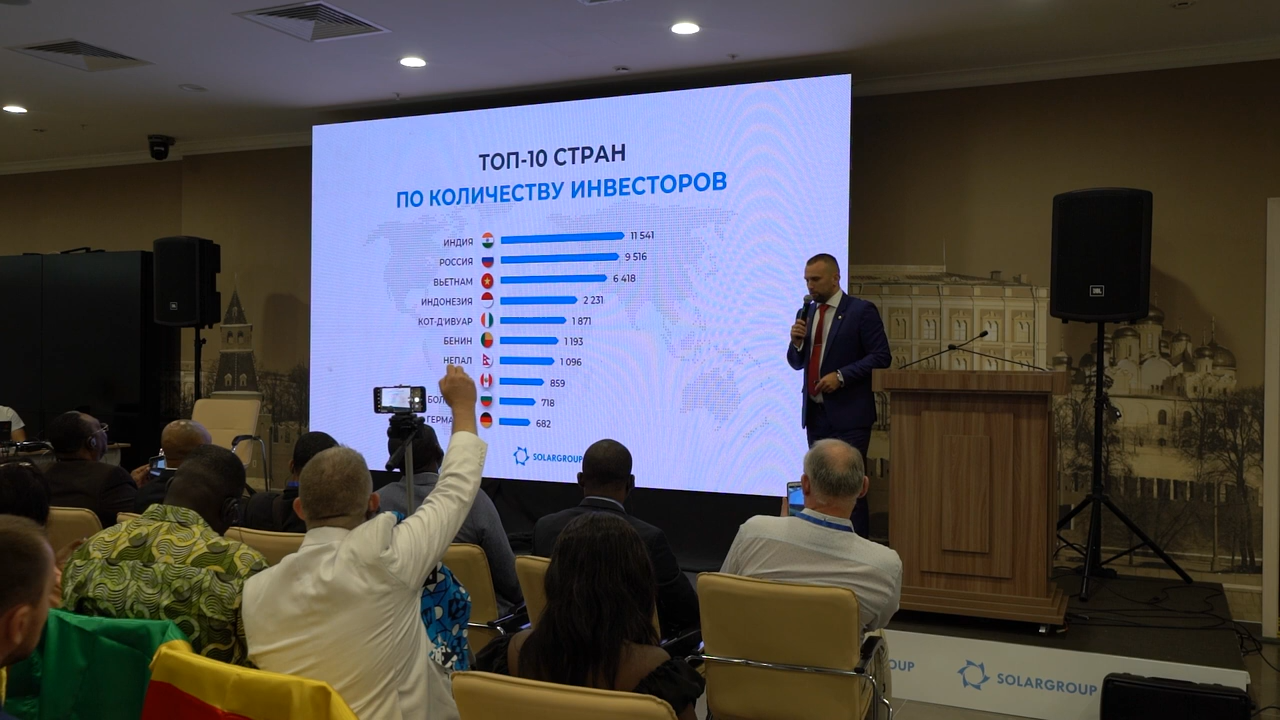 ТОП-10 СТРАН
ПО КОЛИЧЕСТВУ ИНВЕСТОРОВ
ИНДИЯ 11 541
РОССИЯ 9 516
ВЬЕТНАМ 6 418
ИНДОНЕЗИЯ 2 231
КОТ-Д'ИВУАР 1 871
БЕНИН 1 193
НЕПАЛ 1 096
859
718
682
SOLARGROUP
JBL
SOLARGROUP